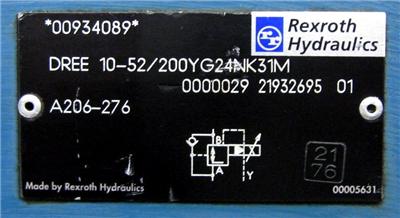 *00934089*
Rexroth
Hydraulics
DREE 10-52/200YG24NK31M
0000029 21932695 01
A206-276
B
A
Y
21
76
Made by Rexroth Hydraulics
00005631